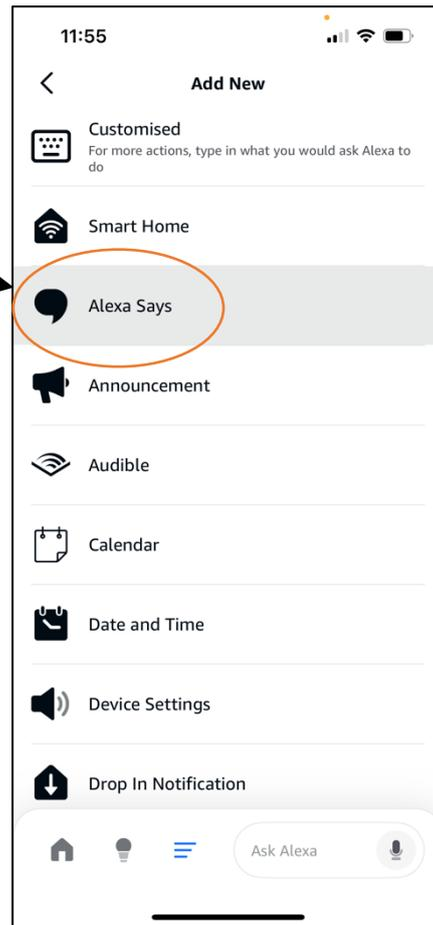 11:55
Add New
Customised
For more actions, type in what you would ask Alexa to
do
Smart Home
Alexa Says
Announcement
Audible
Calendar
Date and Time
Device Settings
Drop In Notification
Ask Alexa